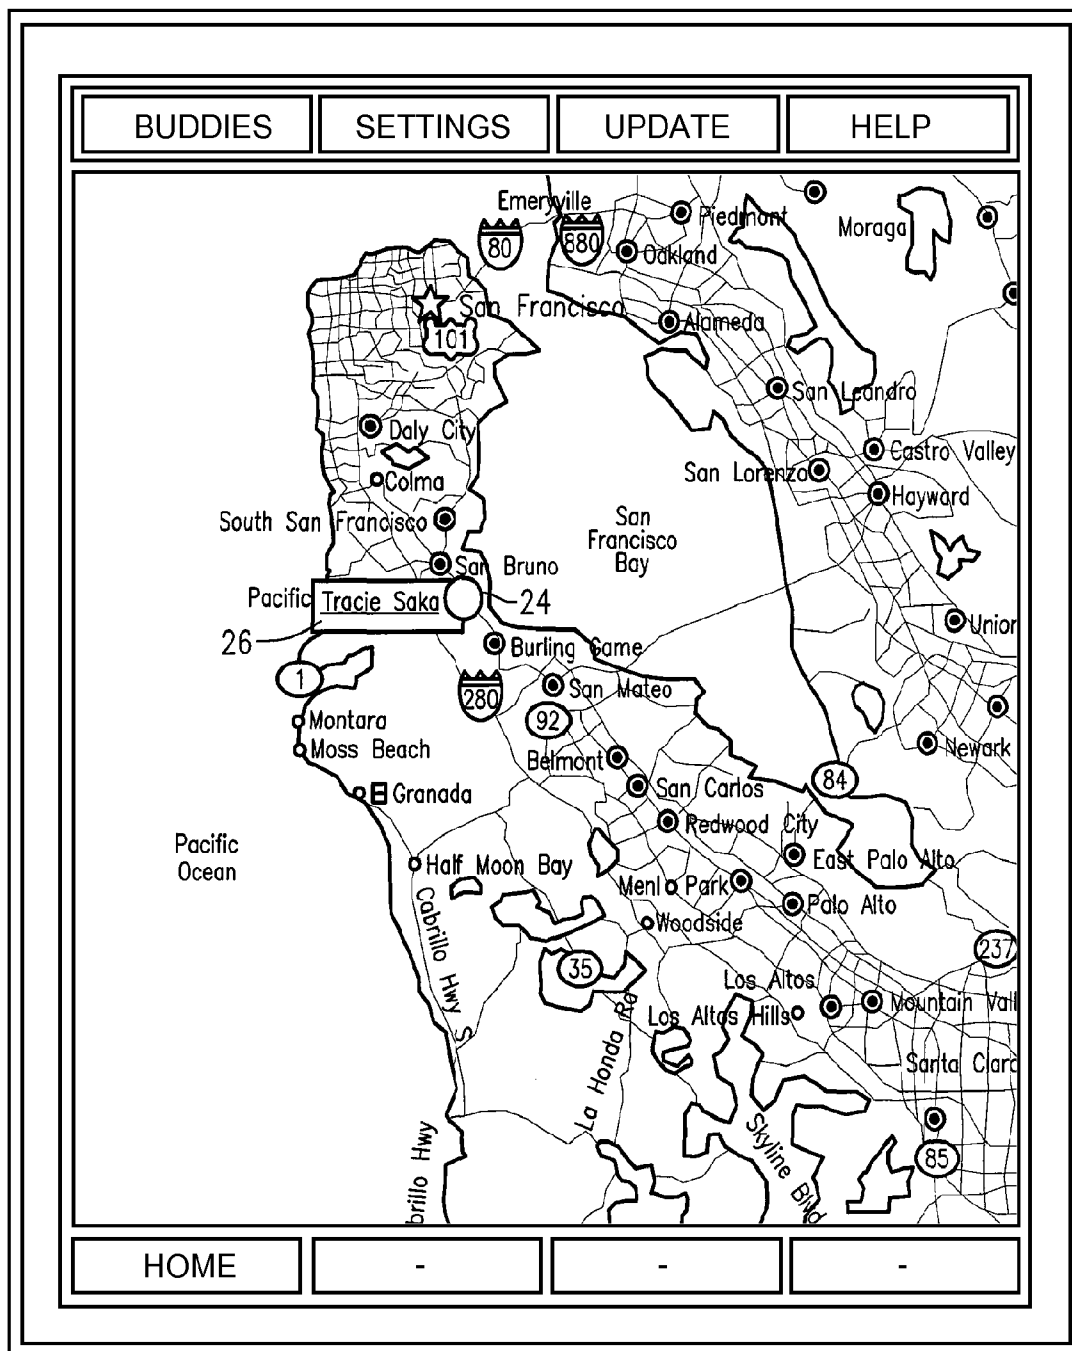 BUDDIES SETTINGS UPDATE HELP
Emeryville
Piedmont
Moraga
80
880
Oakland
San Francisco
101
Alameda
San Leandro
Daly City
Castro Valley
San Lorenzo
Colma
Hayward
South San Francisco
San
Francisco
Bay
San Bruno
Pacific
Tracie Saka
24
26
Union
Burling Game
1
280
San Mateo
92
Montara
Moss Beach
Newark
Belmont
84
San Carlos
Granada
Redwood City
Pacific
Ocean
East Palo Alto
Half Moon Bay
Menl Park
Palo Alto
Cabrillo Hwy S
Woodside
237
35
Los Altos
Mountain Vall
Los Altos Hills
La Honda Rd
Santa Clara
Skyline Blvd
brillo Hwy
85
HOME - - -